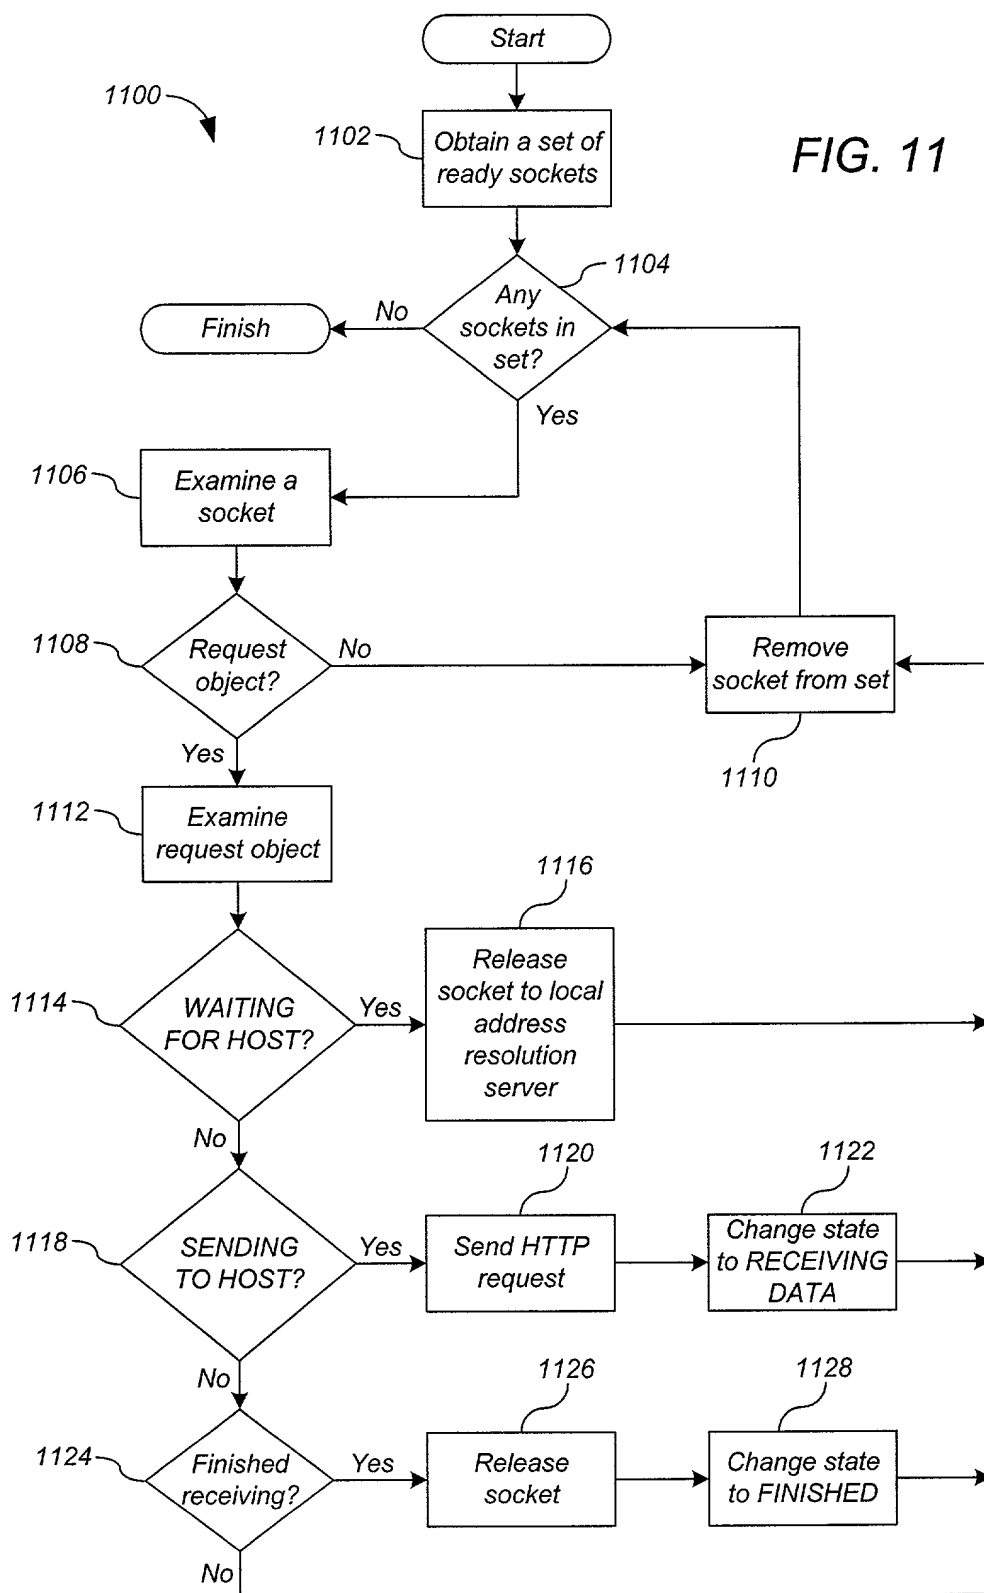 Start
1100
1102
Obtain a set of
ready sockets
FIG. 11
1104
Any
sockets in
set?
No
Finish
Yes
1106
Examine a
socket
1108
Request
object?
No
Remove
socket from set
Yes
1110
1112
Examine
request object
1116
1114
WAITING
FOR HOST?
Yes
Release
socket to local
address
resolution
server
No
1120
1122
1118
SENDING
TO HOST?
Yes
Send HTTP
request
Change state
to RECEIVING
DATA
No
1126
1128
1124
Finished
receiving?
Yes
Release
socket
Change state
to FINISHED
No